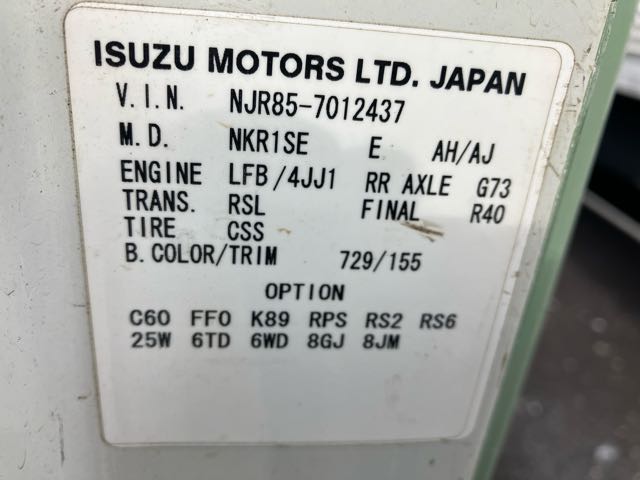 ISUZU MOTORS LTD. JAPAN
V.I.N. NJR85-7012437
M.D. NKR1SE E AH/AJ
ENGINE LFB/4JJ1 RR AXLE G73
TRANS. RSL FINAL R40
TIRE CSS
B.COLOR/TRIM 729/155
OPTION
C60 FF0 K89 RPS RS2 RS6
25W 6TD 6WD 8GJ 8JM